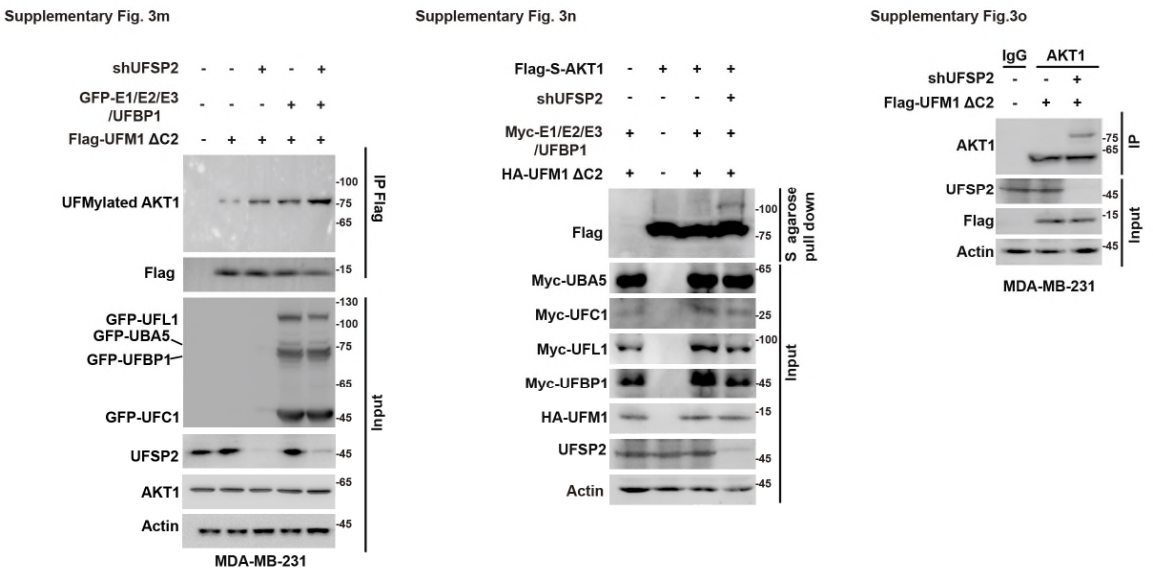 Supplementary Fig. 3m
shUFSP2 - - + - +
GFP-E1/E2/E3
/UFBP1
- - - + +
Flag-UFM1 ΔC2 - + + + +
UFMylated AKT1
-100
-75
-65
IP Flag
Flag
-15
GFP-UFL1
GFP-UBA5
GFP-UFBP1
GFP-UFC1
-130
-100
-75
-65
-45
Input
UFSP2
-45
AKT1
-65
Actin
-45
MDA-MB-231
Supplementary Fig. 3n
Flag-S-AKT1 - + + +
shUFSP2 - - - +
Myc-E1/E2/E3
/UFBP1
+ - + +
HA-UFM1 ΔC2 + - + +
Flag
-100
-75
S agarose
pull down
Myc-UBA5
-65
Myc-UFC1
-25
Myc-UFL1
-100
Myc-UFBP1
-45
HA-UFM1
-15
UFSP2
-45
Actin
-45
Input
Supplementary Fig.3o
IgG AKT1
shUFSP2 - - +
Flag-UFM1 ΔC2 - + +
AKT1
-75
-65
IP
UFSP2
-45
Flag
-15
Actin
-45
Input
MDA-MB-231